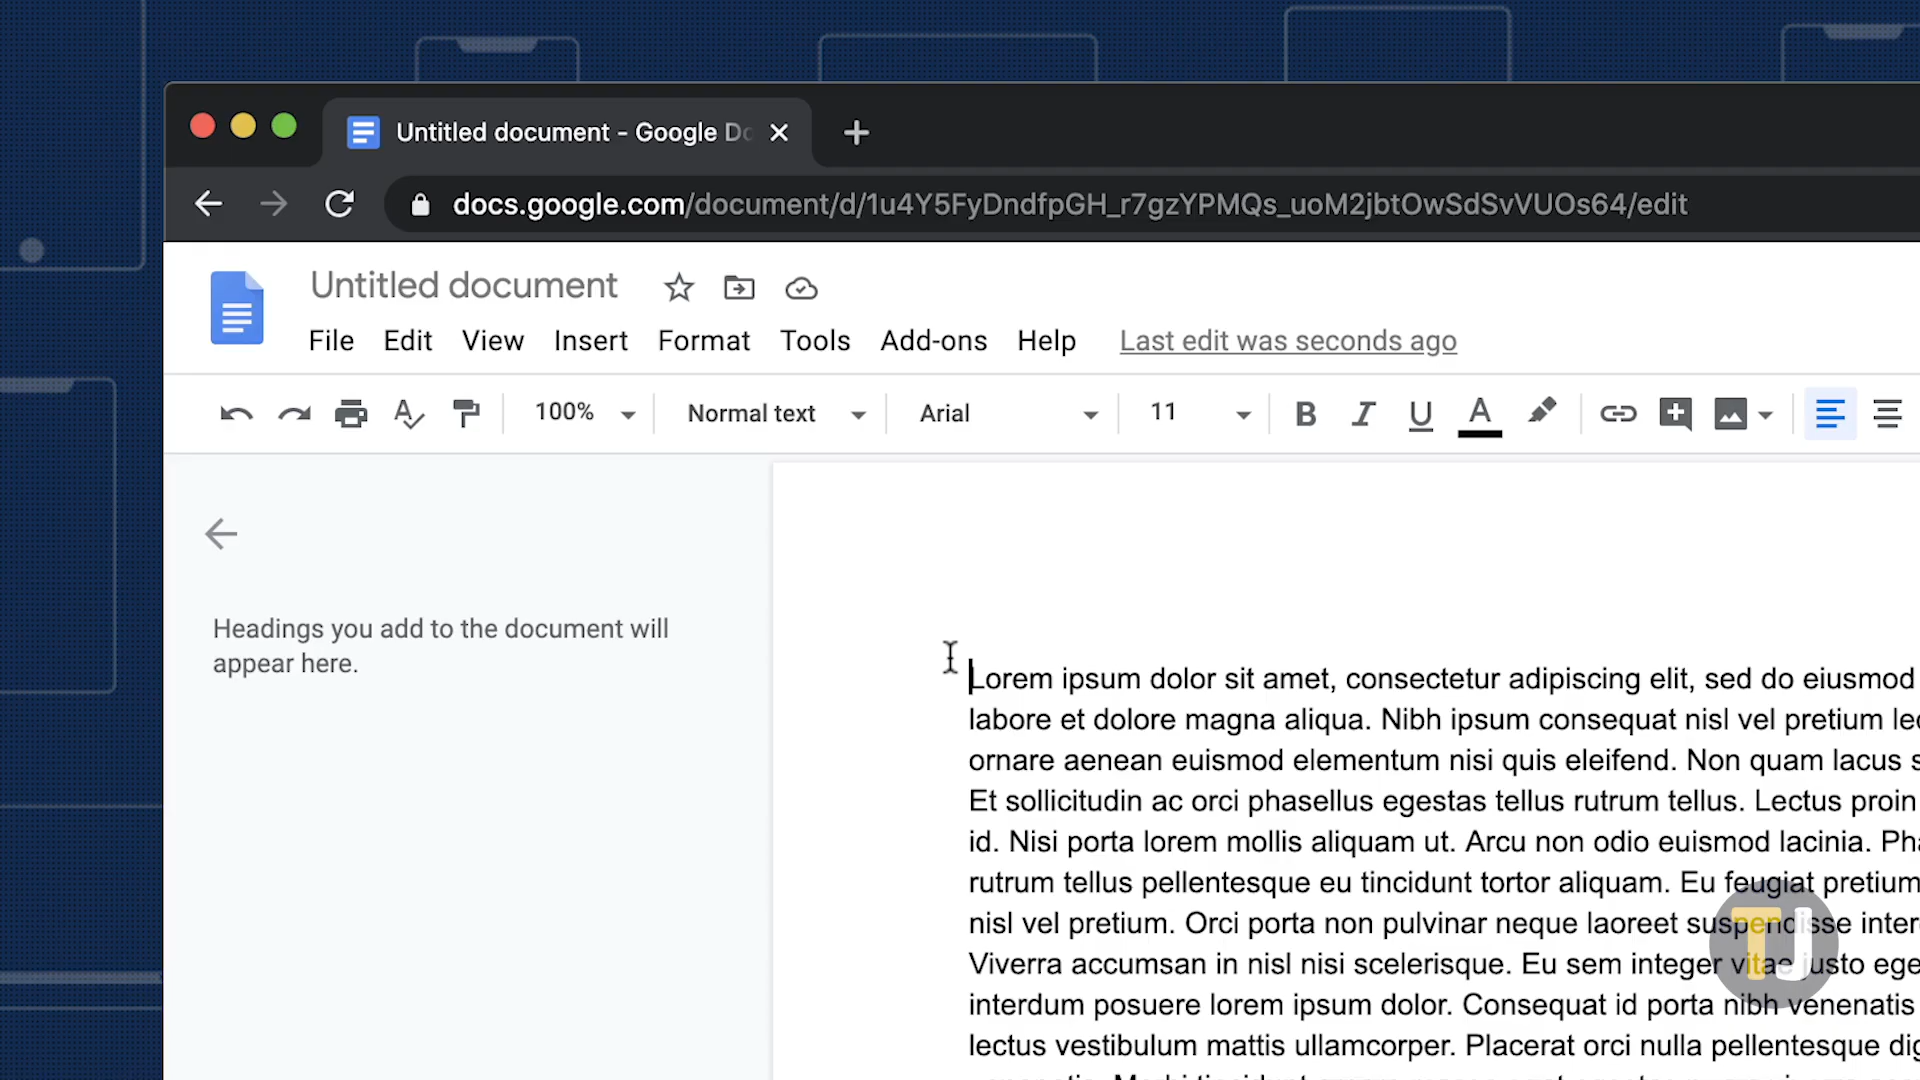 Untitled document - Google Do
docs.google.com/document/d/1u4Y5FyDndfpGH_r7gzYPMQs_uoM2jbtOwSdSvVUOs64/edit
Untitled document
File Edit View Insert Format Tools Add-ons Help Last edit was seconds ago
100% Normal text Arial 11 B I U A
Headings you add to the document will
appear here.
Lorem ipsum dolor sit amet, consectetur adipiscing elit, sed do eiusmod
labore et dolore magna aliqua. Nibh ipsum consequat nisl vel pretium lec
ornare aenean euismod elementum nisi quis eleifend. Non quam lacus s
Et sollicitudin ac orci phasellus egestas tellus rutrum tellus. Lectus proin
id. Nisi porta lorem mollis aliquam ut. Arcu non odio euismod lacinia. Pha
rutrum tellus pellentesque eu tincidunt tortor aliquam. Eu feugiat pretium
nisl vel pretium. Orci porta non pulvinar neque laoreet suspendisse inter
Viverra accumsan in nisl nisi scelerisque. Eu sem integer vitae justo ege
interdum posuere lorem ipsum dolor. Consequat id porta nibh venenatis
lectus vestibulum mattis ullamcorper. Placerat orci nulla pellentesque dig
TJ